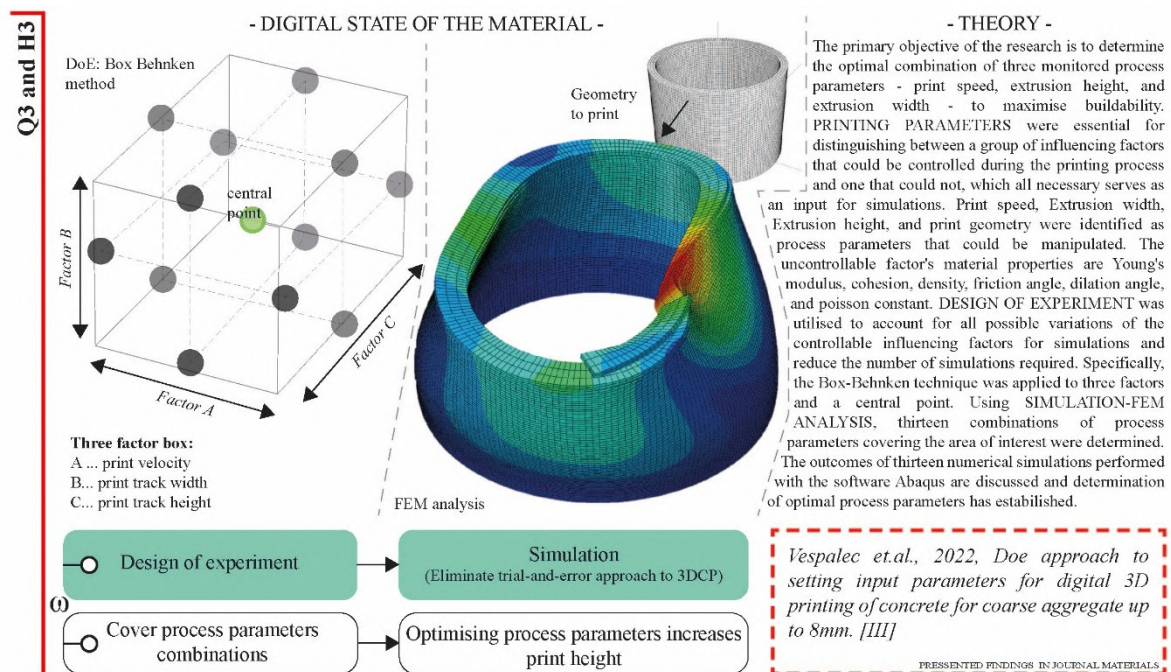 Q3 and H3
- DIGITAL STATE OF THE MATERIAL -
DoE: Box Behnken
method
central
point
Factor B
Factor A
Factor C
Three factor box:
A ... print velocity
B... print track width
C... print track height
Geometry
to print
FEM analysis
- THEORY -
The primary objective of the research is to determine
the optimal combination of three monitored process
parameters - print speed, extrusion height, and
extrusion width - to maximise buildability.
PRINTING PARAMETERS were essential for
distinguishing between a group of influencing factors
that could be controlled during the printing process
and one that could not, which all necessary serves as
an input for simulations. Print speed, Extrusion width,
Extrusion height, and print geometry were identified as
process parameters that could be manipulated. The
uncontrollable factor's material properties are Young's
modulus, cohesion, density, friction angle, dilation angle,
and poisson constant. DESIGN OF EXPERIMENT was
utilised to account for all possible variations of the
controllable influencing factors for simulations and
reduce the number of simulations required. Specifically,
the Box-Behnken technique was applied to three factors
and a central point. Using SIMULATION-FEM
ANALYSIS, thirteen combinations of process
parameters covering the area of interest were determined.
The outcomes of thirteen numerical simulations performed
with the software Abaqus are discussed and determination
of optimal process parameters has estabilished.
Design of experiment
Simulation
(Eliminate trial-and-error approach to 3DCP)
ω
Cover process parameters
combinations
Optimising process parameters increases
print height
Vespalec et.al., 2022, Doe approach to
setting input parameters for digital 3D
printing of concrete for coarse aggregate up
to 8mm. [III]
PRESSENTED FINDINGS IN JOURNAL MATERIALS